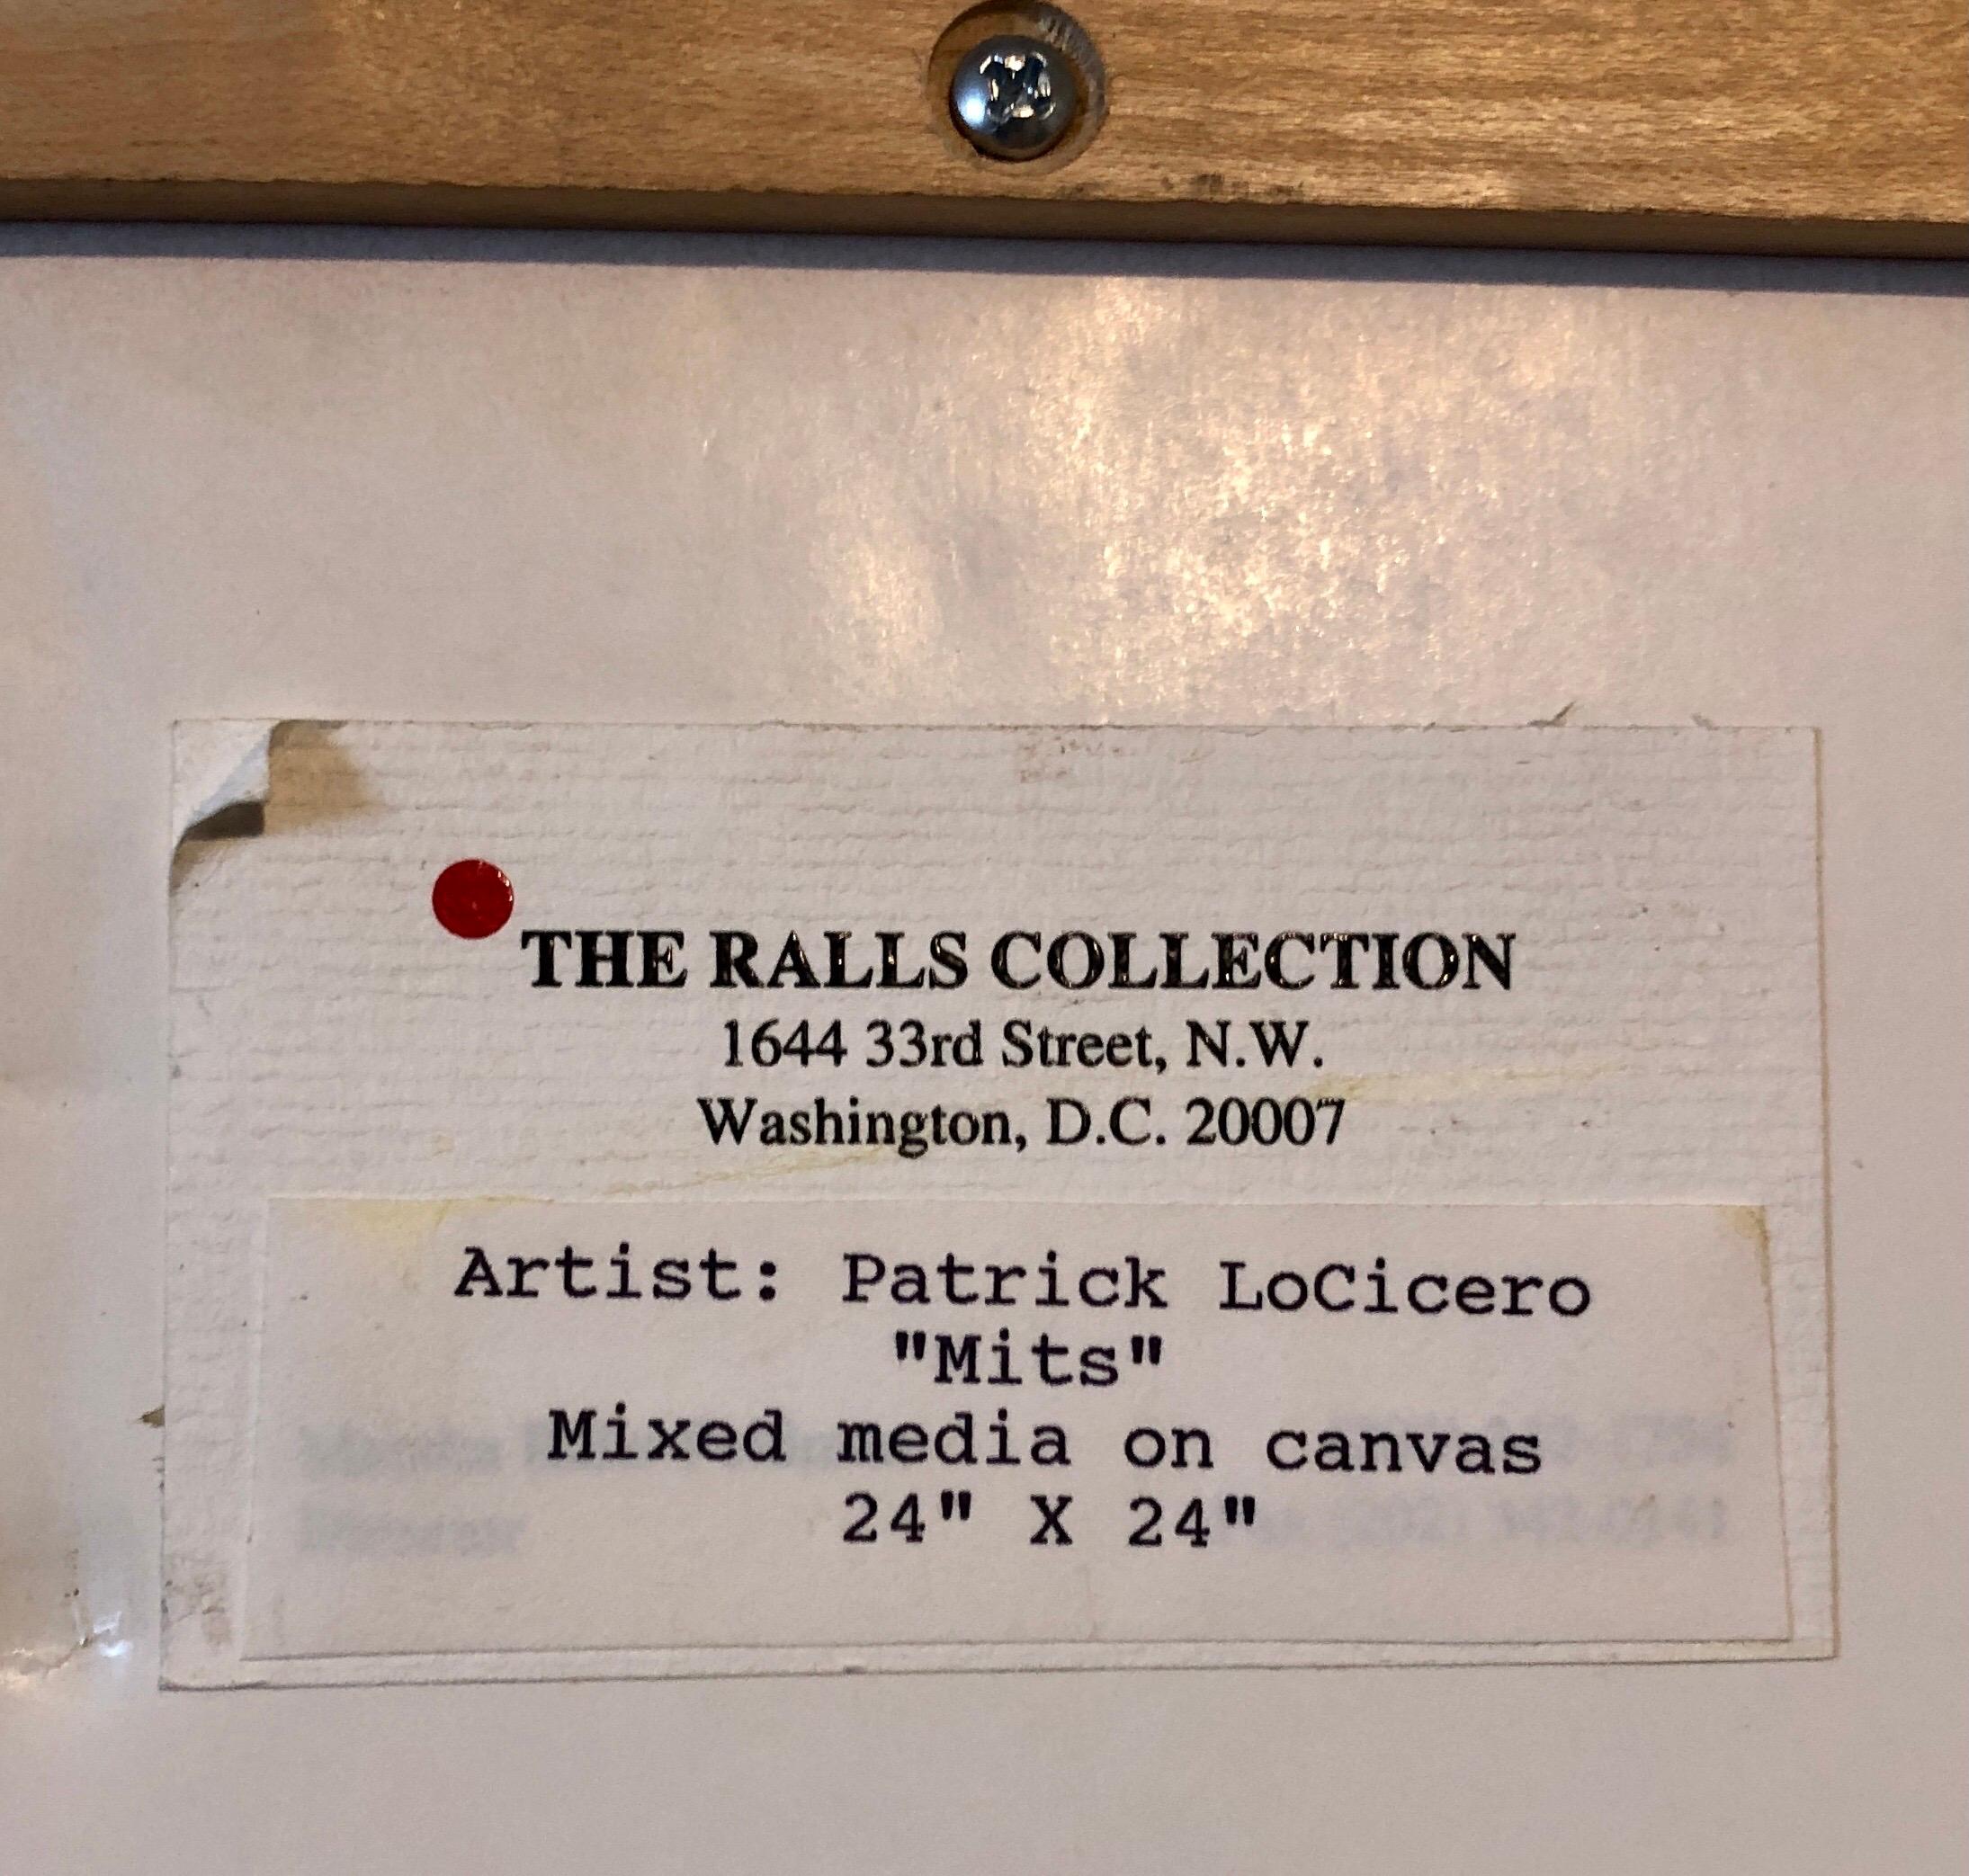 THE RALLS COLLECTION
1644 33rd Street, N.W.
Washington, D.C. 20007
Artist: Patrick LoCicero
"Mits"
Mixed media on canvas
24" X 24"